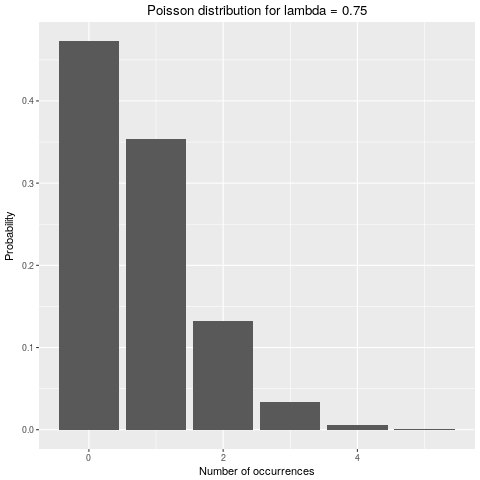 Poisson distribution for lambda = 0.75
Probability
0.4
0.3
0.2
0.1
0.0
0 2 4
Number of occurrences